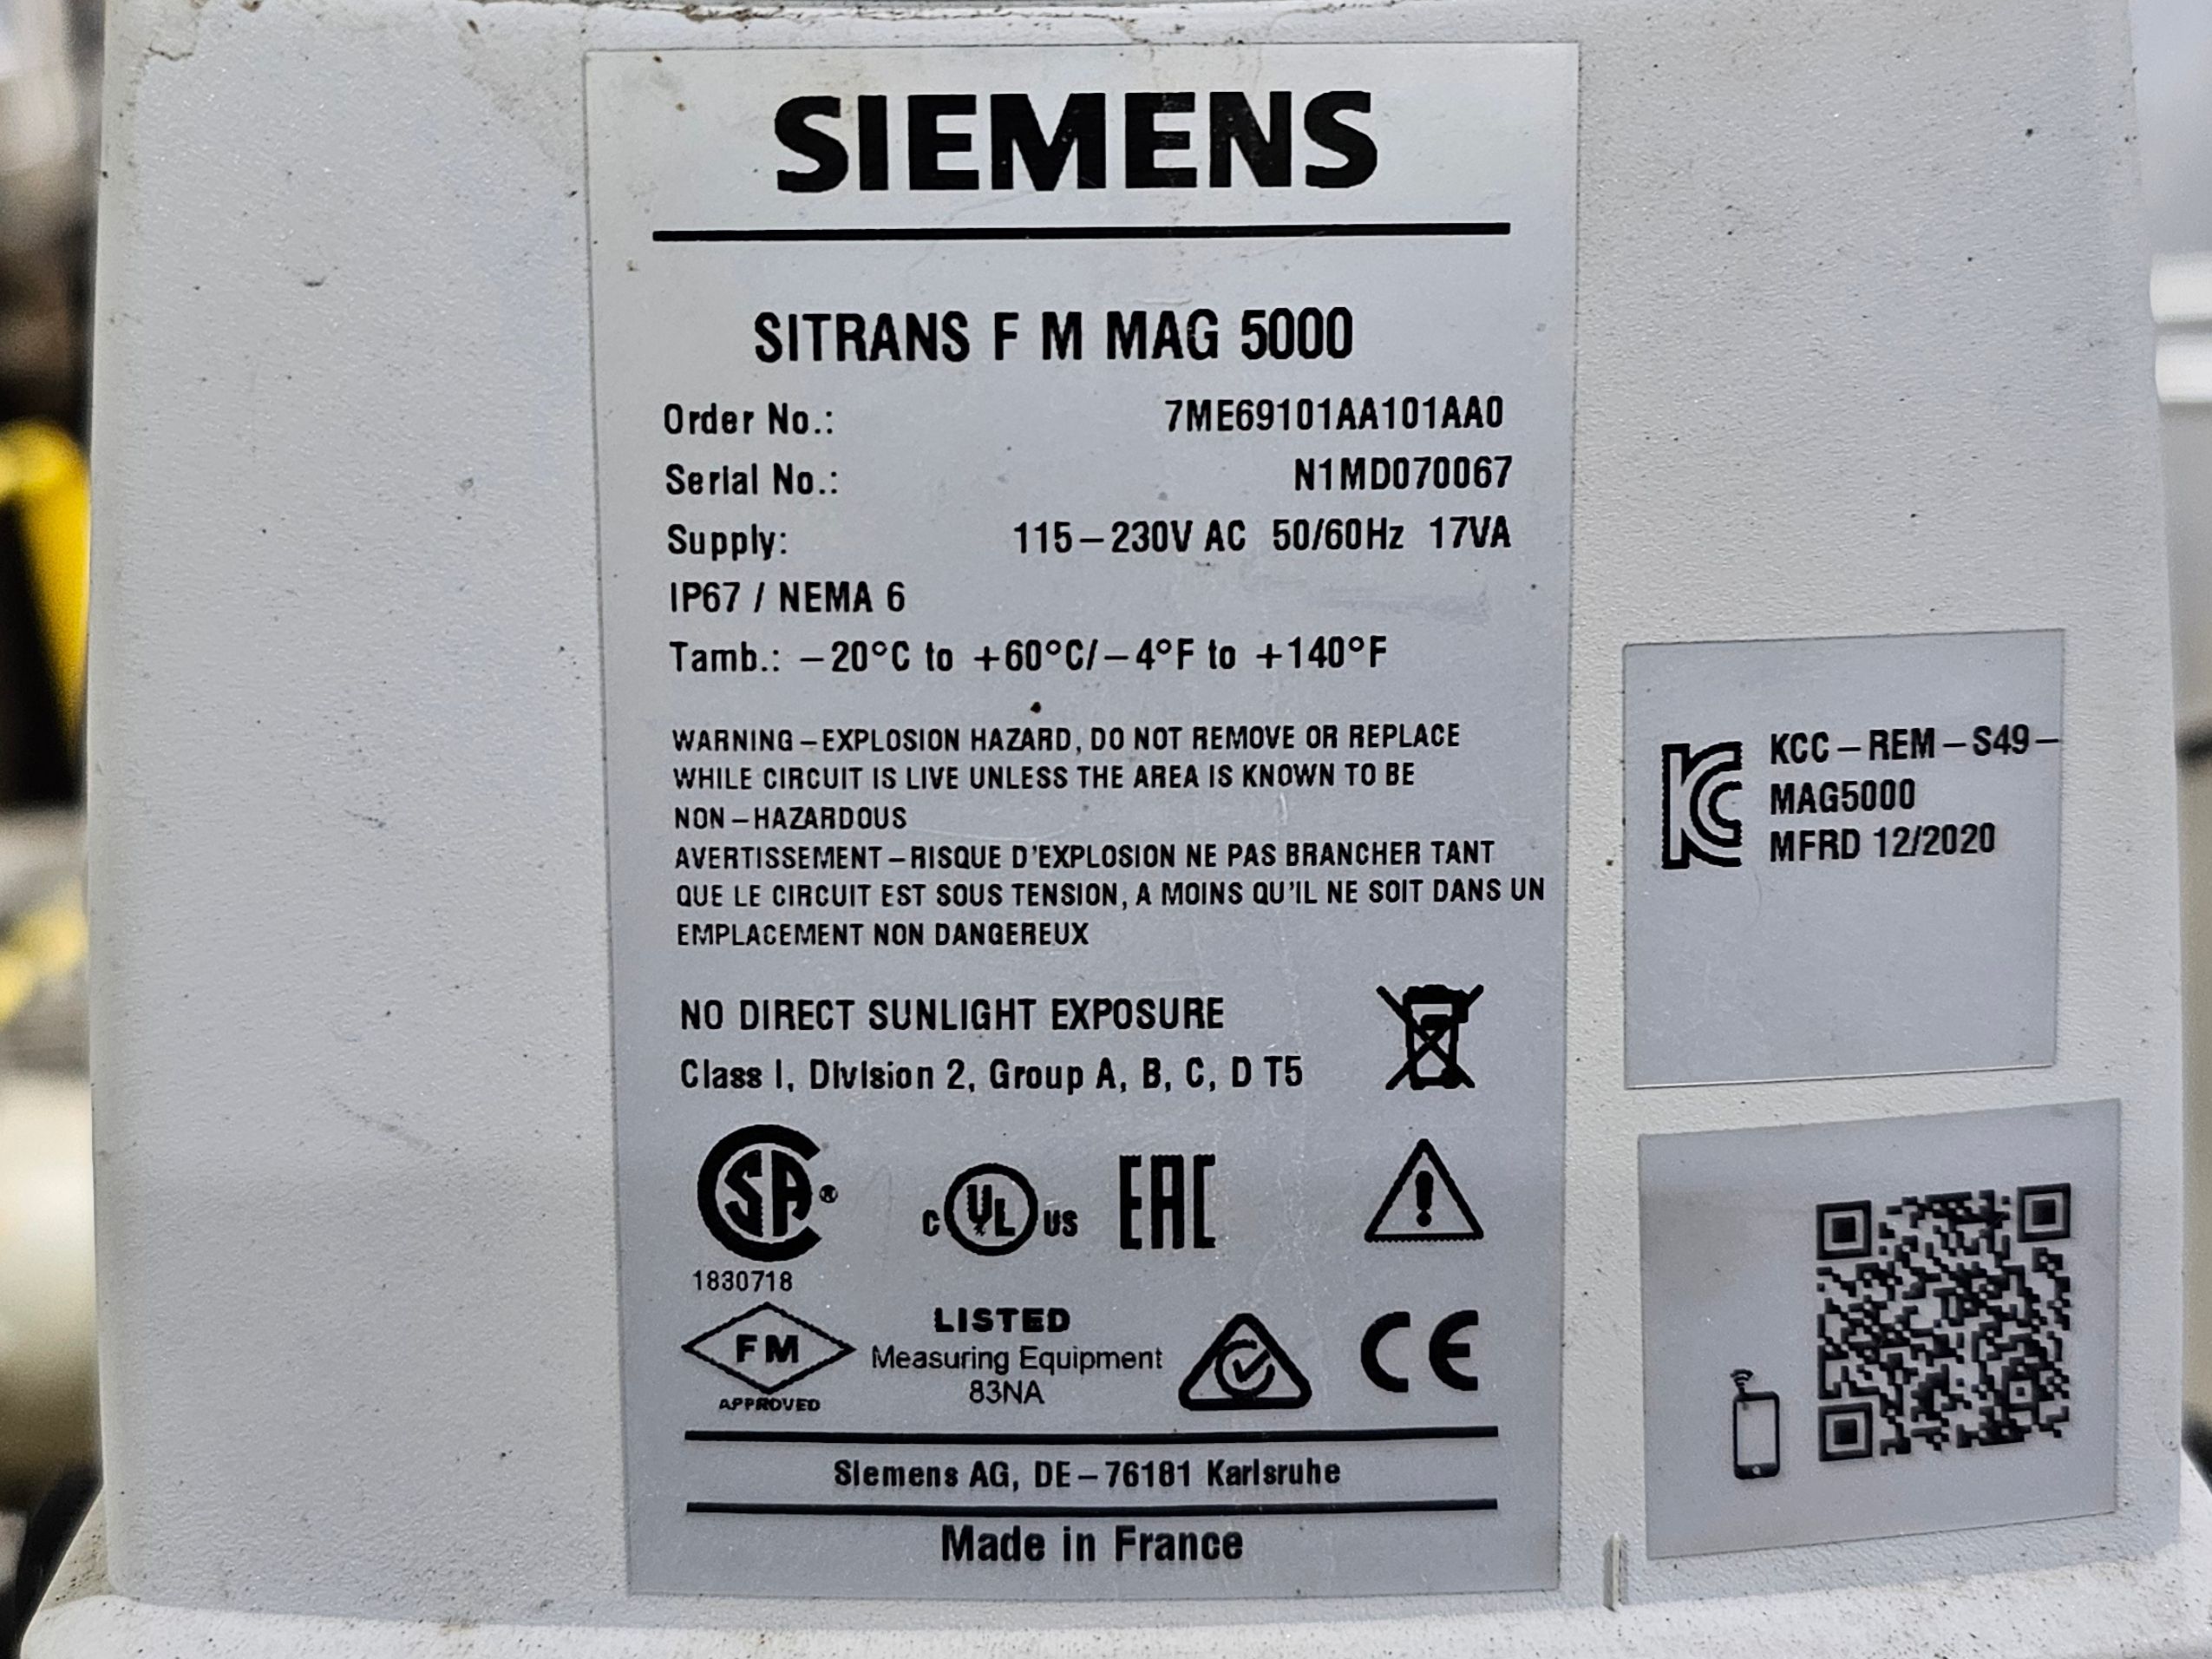 SIEMENS
SITRANS F M MAG 5000
Order No.: 7ME69101AA101AA0
Serial No.: N1MD070067
Supply: 115–230V AC 50/60Hz 17VA
IP67 / NEMA 6
Tamb.: –20°C to +60°C/–4°F to +140°F
WARNING–EXPLOSION HAZARD, DO NOT REMOVE OR REPLACE
WHILE CIRCUIT IS LIVE UNLESS THE AREA IS KNOWN TO BE
NON–HAZARDOUS
AVERTISSEMENT–RISQUE D'EXPLOSION NE PAS BRANCHER TANT
QUE LE CIRCUIT EST SOUS TENSION, A MOINS QU'IL NE SOIT DANS UN
EMPLACEMENT NON DANGEREUX
NO DIRECT SUNLIGHT EXPOSURE
Class I, Division 2, Group A, B, C, D T5
SA ®
C UL US
EAC
1830718
FM
APPROVED
LISTED
Measuring Equipment
83NA
CE
Siemens AG, DE–76181 Karlsruhe
Made in France
KC
KCC–REM–S49–
MAG5000
MFRD 12/2020